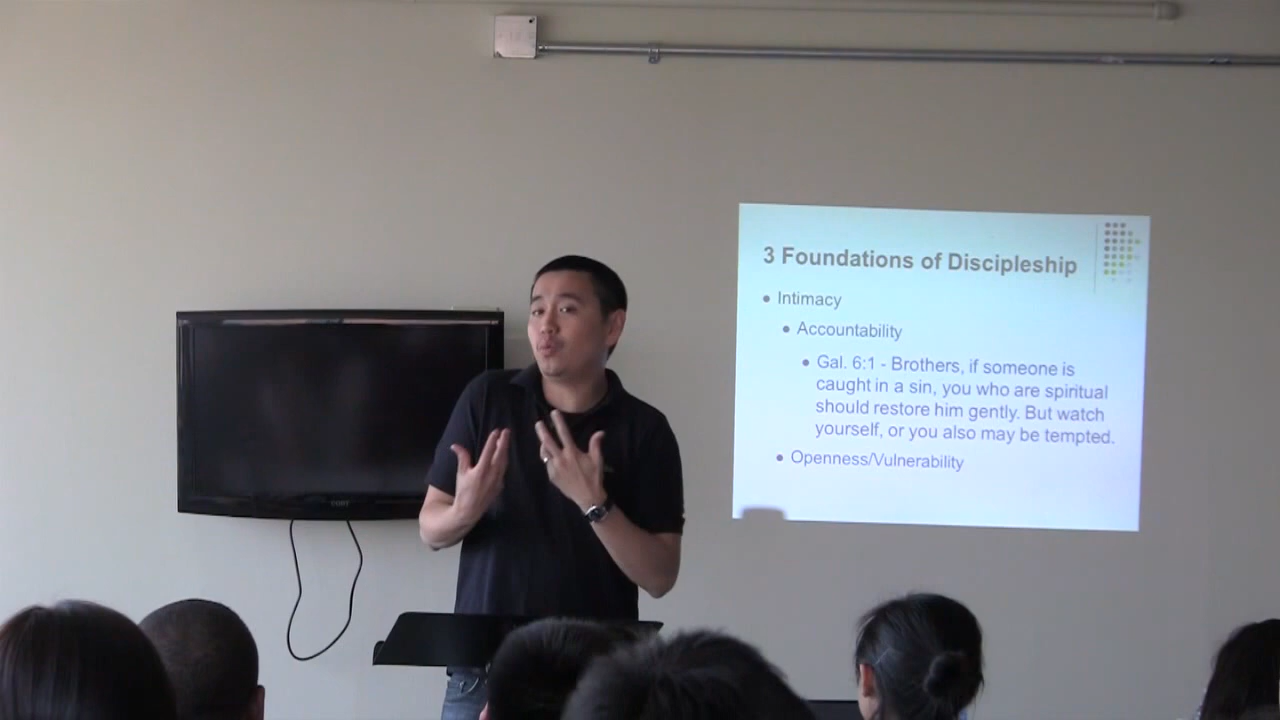 3 Foundations of Discipleship
• Intimacy
• Accountability
• Gal. 6:1 - Brothers, if someone is
caught in a sin, you who are spiritual
should restore him gently. But watch
yourself, or you also may be tempted.
• Openness/Vulnerability